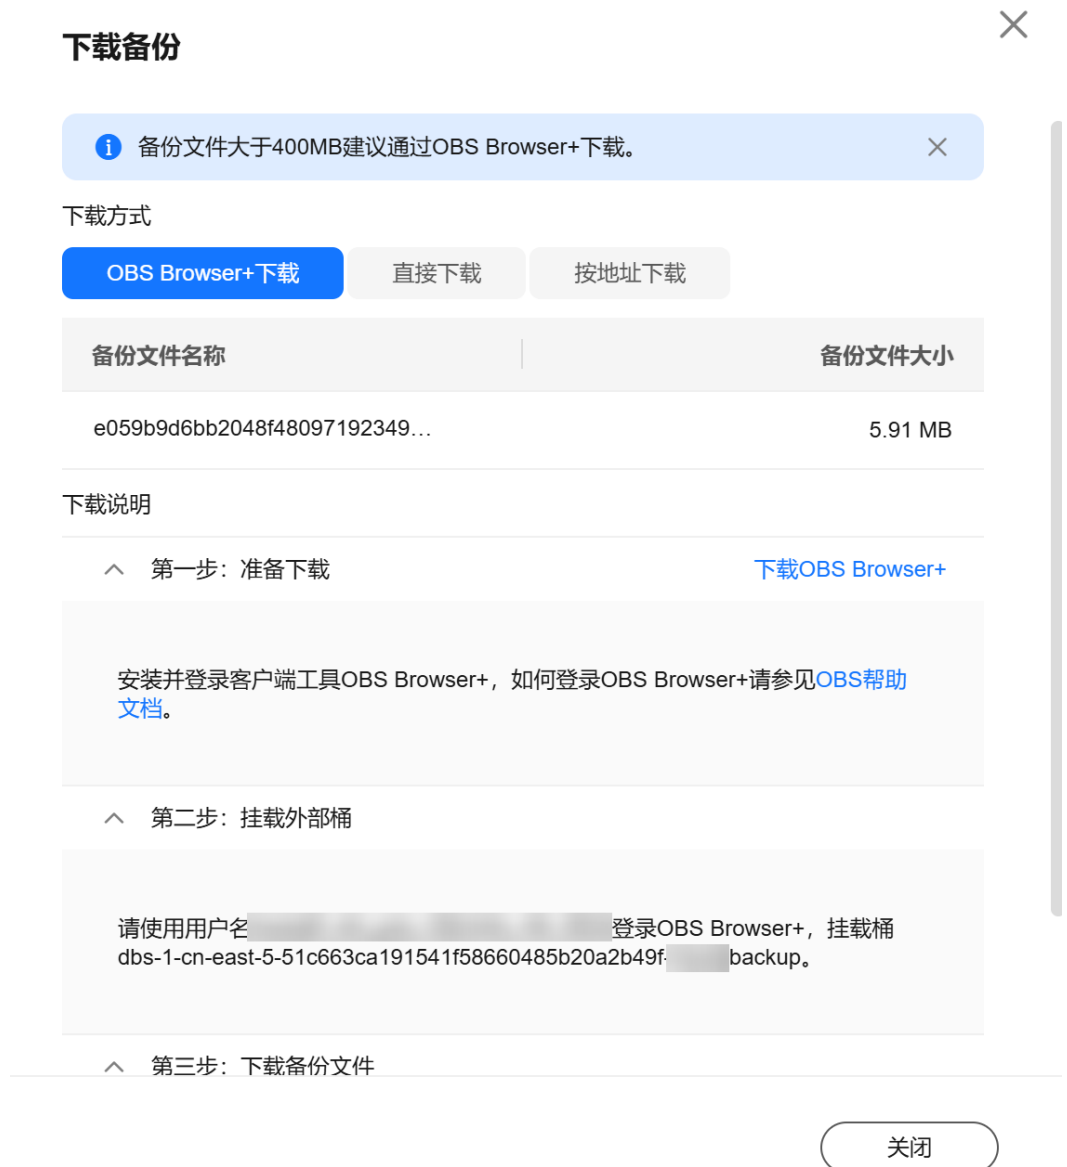 下载备份
备份文件大于400MB建议通过OBS Browser+下载。
下载方式
OBS Browser+下载 直接下载 按地址下载
备份文件名称 备份文件大小
e059b9d6bb2048f48097192349... 5.91 MB
下载说明
第一步：准备下载 下载OBS Browser+
安装并登录客户端工具OBS Browser+，如何登录OBS Browser+请参见OBS帮助
文档。
第二步：挂载外部桶
请使用用户名 登录OBS Browser+，挂载桶
dbs-1-cn-east-5-51c663ca191541f58660485b20a2b49f- backup。
第三步：下载备份文件
关闭